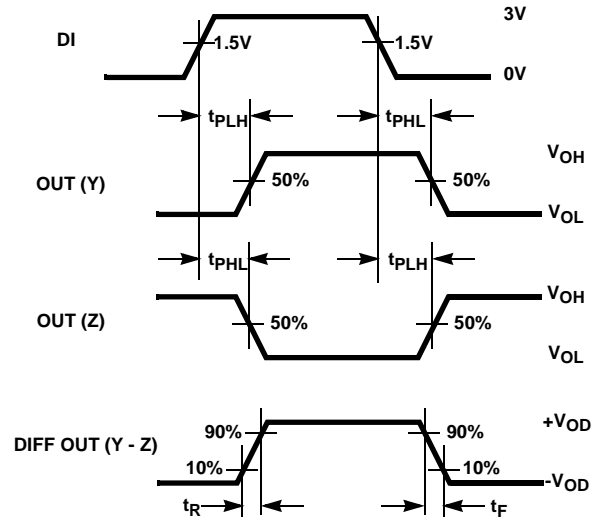 3V
DI
1.5V
1.5V
0V
tPLH
tPHL
VOH
OUT (Y)
50%
50%
VOL
tPHL
tPLH
VOH
OUT (Z)
50%
50%
VOL
+VOD
DIFF OUT (Y - Z)
90%
90%
10%
10%
-VOD
tR
tF